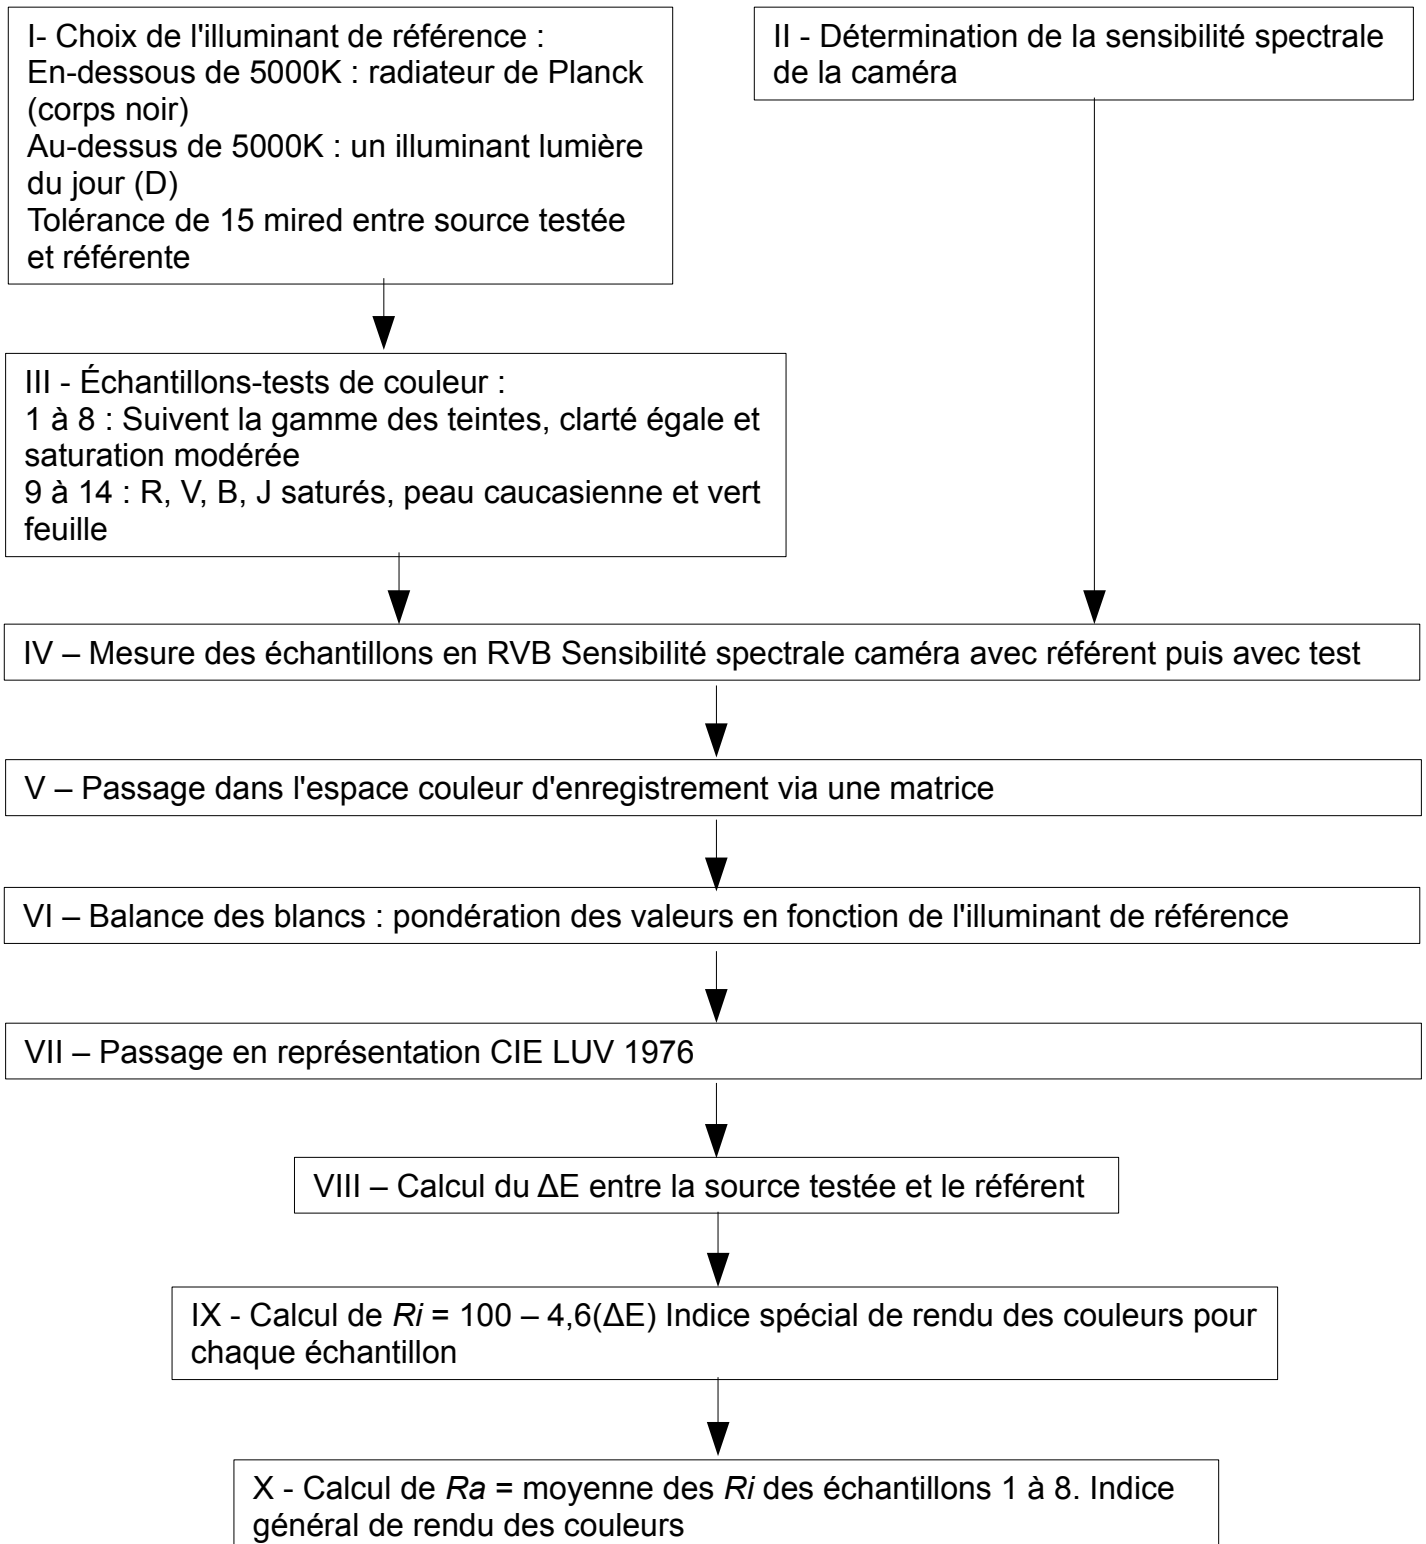 I- Choix de l'illuminant de référence :
En-dessous de 5000K : radiateur de Planck
(corps noir)
Au-dessus de 5000K : un illuminant lumière
du jour (D)
Tolérance de 15 mired entre source testée
et référente
II - Détermination de la sensibilité spectrale
de la caméra
III - Échantillons-tests de couleur :
1 à 8 : Suivent la gamme des teintes, clarté égale et
saturation modérée
9 à 14 : R, V, B, J saturés, peau caucasienne et vert
feuille
IV – Mesure des échantillons en RVB Sensibilité spectrale caméra avec référent puis avec test
V – Passage dans l'espace couleur d'enregistrement via une matrice
VI – Balance des blancs : pondération des valeurs en fonction de l'illuminant de référence
VII – Passage en représentation CIE LUV 1976
VIII – Calcul du ΔE entre la source testée et le référent
IX - Calcul de Ri = 100 – 4,6(ΔE) Indice spécial de rendu des couleurs pour
chaque échantillon
X - Calcul de Ra = moyenne des Ri des échantillons 1 à 8. Indice
général de rendu des couleurs